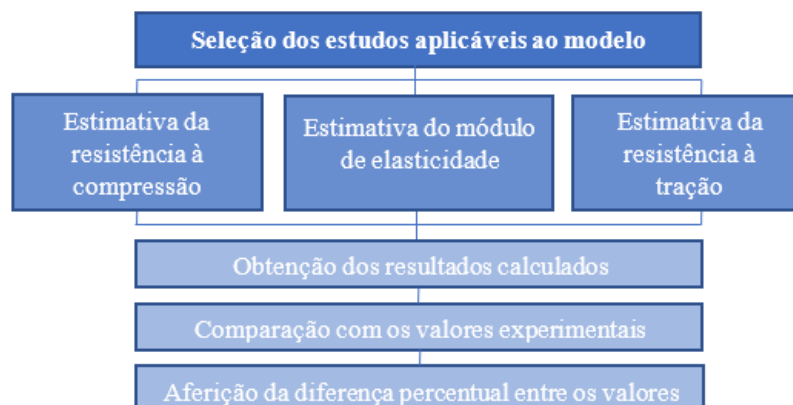 Seleção dos estudos aplicáveis ao modelo
Estimativa da
resistência à
compressão
Estimativa do módulo
de elasticidade
Estimativa da
resistência à
tração
Obtenção dos resultados calculados
Comparação com os valores experimentais
Aferição da diferença percentual entre os valores